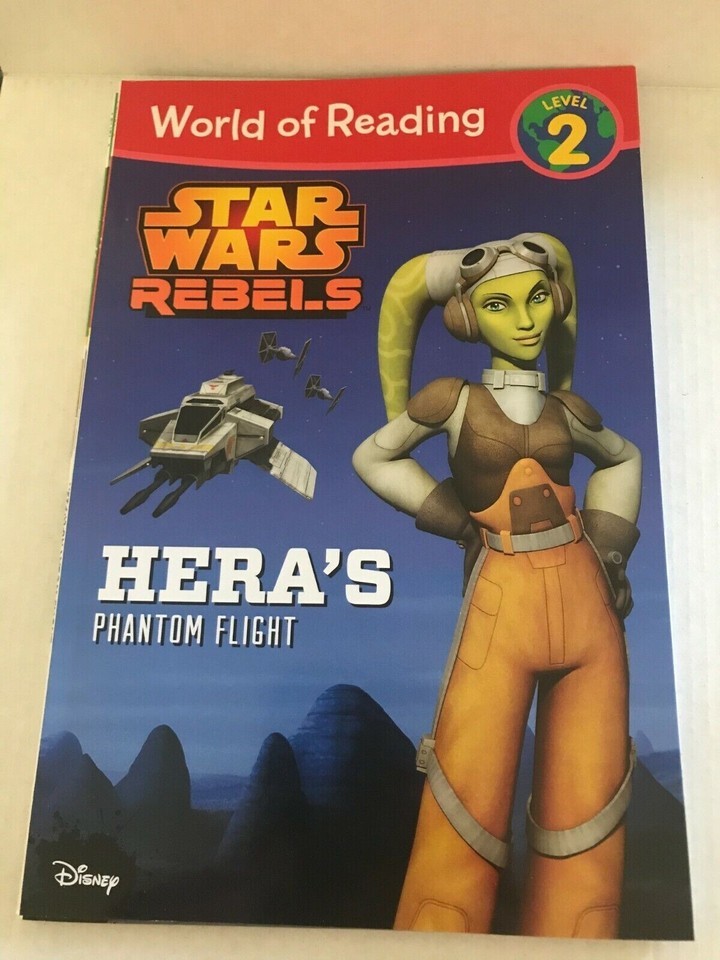 World of Reading
LEVEL
2
STAR
WARS
REBELS
HERA'S
PHANTOM FLIGHT
Disney